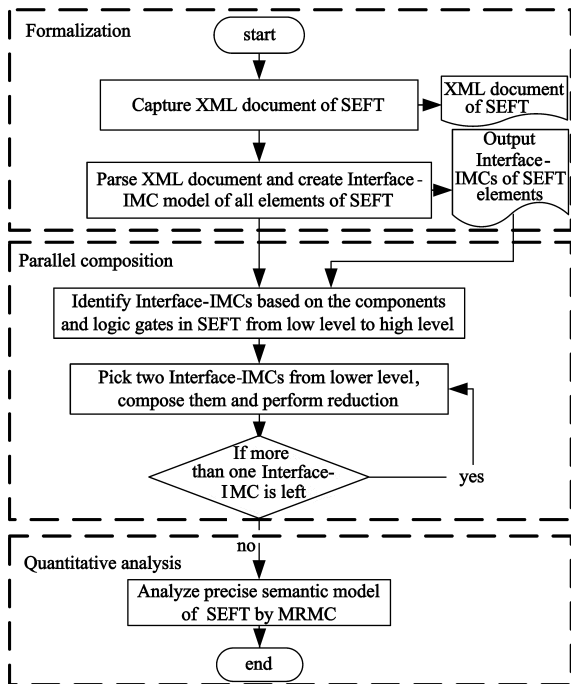 Formalization
start
Capture XML document of SEFT
XML document
of SEFT
Parse XML document and create Interface-
IMC model of all elements of SEFT
Output
Interface-
IMCs of SEFT
elements
Parallel composition
Identify Interface-IMCs based on the components
and logic gates in SEFT from low level to high level
Pick two Interface-IMCs from lower level,
compose them and perform reduction
If more
than one Interface-
IMC is left
yes
no
Quantitative analysis
Analyze precise semantic model
of SEFT by MRMC
end